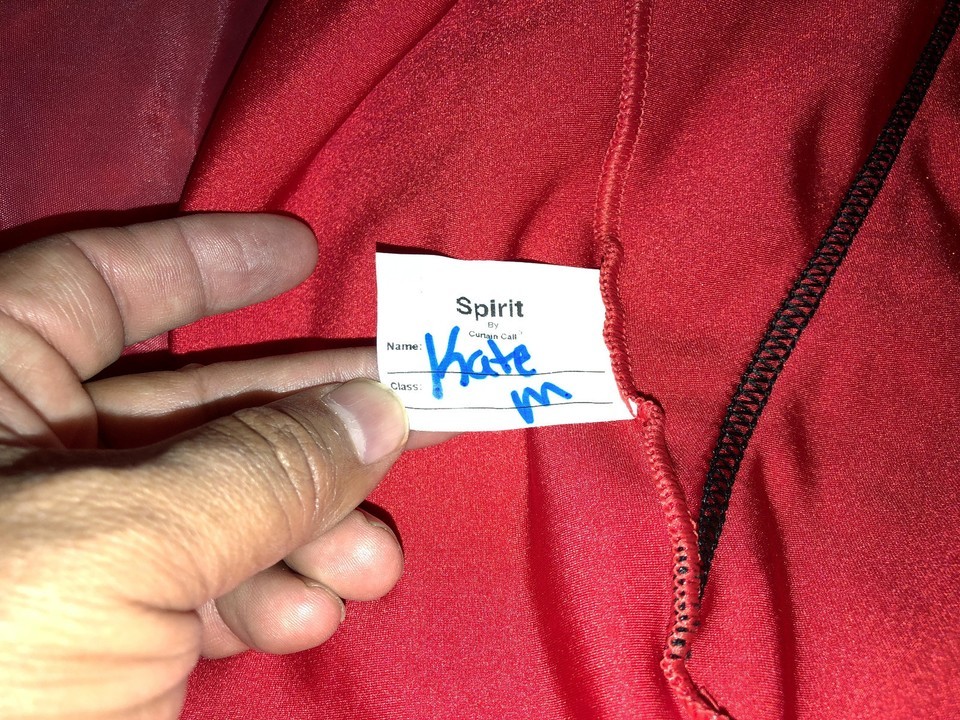 Spirit
By
Curtain Call®
Name: Kate
Class: m